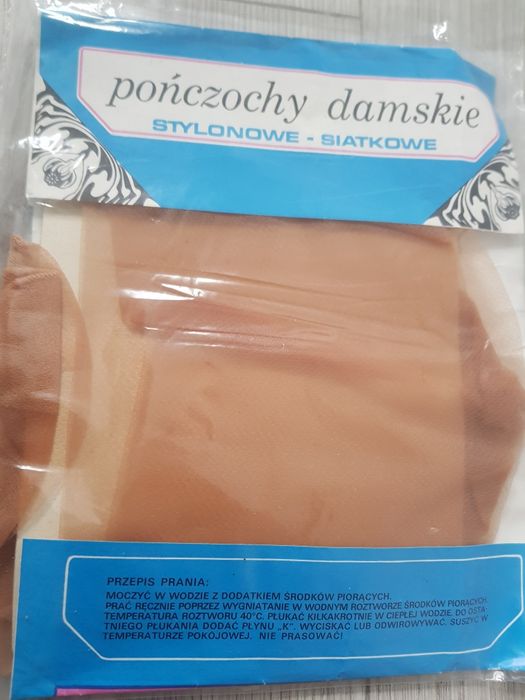 pończochy damskie
STYLONOWE - SIATKOWE
PRZEPIS PRANIA:
MOCZYĆ W WODZIE Z DODATKIEM ŚRODKÓW PIORĄCYCH.
PRAĆ RĘCZNIE POPRZEZ WYGNIATANIE W WODNYM ROZTWORZE ŚRODKÓW PIORĄCYCH.
TEMPERATURA ROZTWORU 40°C. PŁUKAĆ KILKAKROTNIE W CIEPŁEJ WODZIE. DO OSTA-
TNIEGO PŁUKANIA DODAĆ PŁYNU „K". WYCISKAĆ LUB ODWIROWYWAĆ. SUSZYĆ W
TEMPERATURZE POKOJOWEJ. NIE PRASOWAĆ!